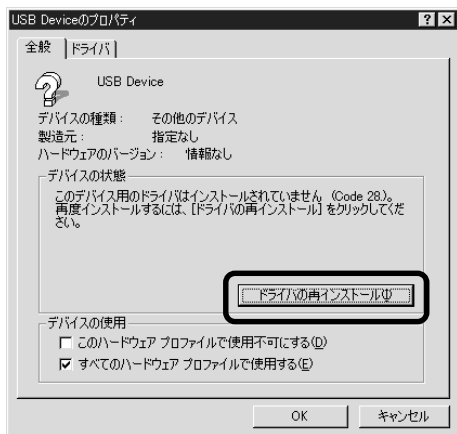 USB Deviceのプロパティ
全般 ドライバ
USB Device
デバイスの種類： その他のデバイス
製造元： 指定なし
ハードウェアのバージョン： 情報なし
デバイスの状態
このデバイス用のドライバはインストールされていません (Code 28.)。
再度インストールするには、[ドライバの再インストール] をクリックしてくだ
さい。
ドライバの再インストール(I)
デバイスの使用
このハードウェア プロファイルで使用不可にする(D)
すべてのハードウェア プロファイルで使用する(E)
OK キャンセル